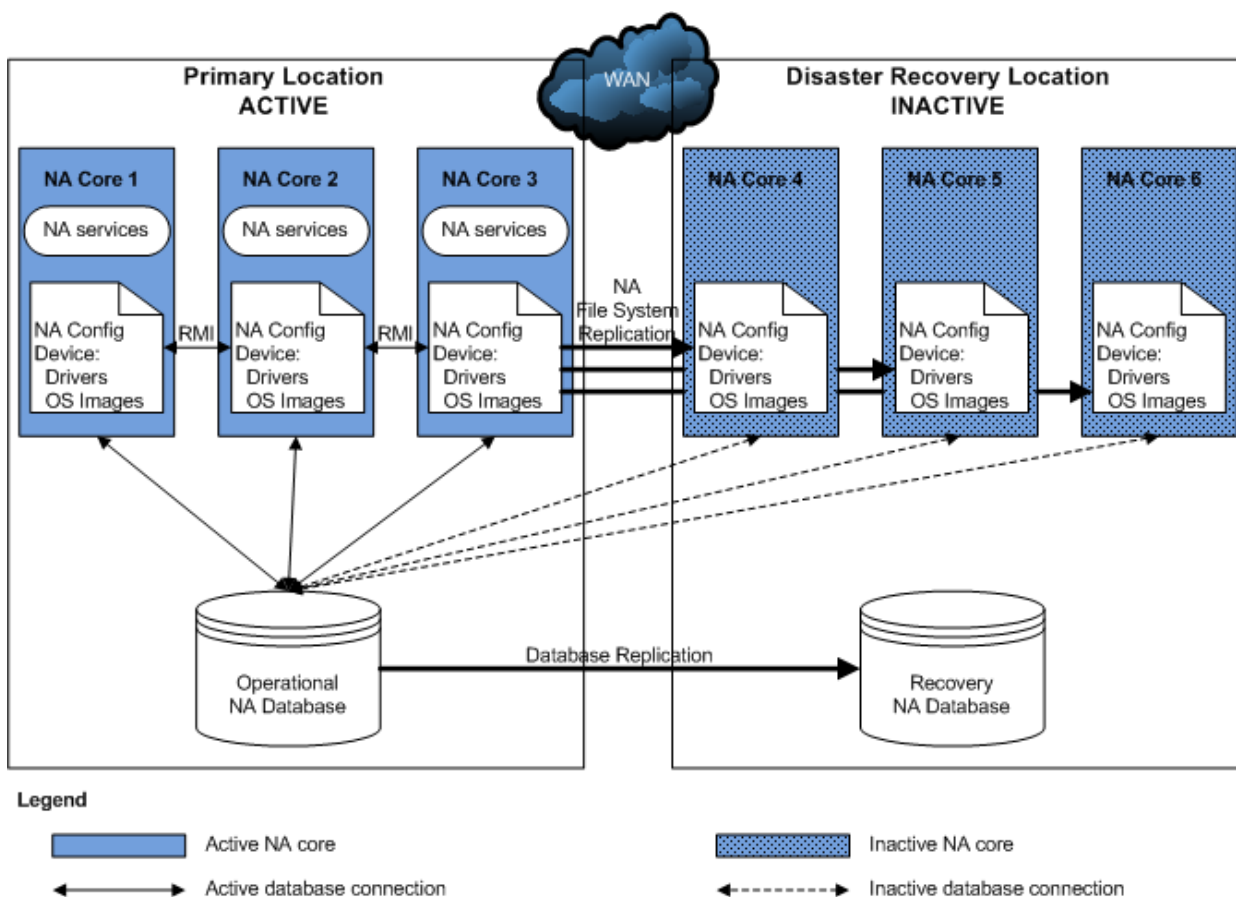 Primary Location
ACTIVE
WAN
Disaster Recovery Location
INACTIVE
NA Core 1
NA Core 2
NA Core 3
NA Core 4
NA Core 5
NA Core 6
NA services
NA services
NA services
NA
File System
Replication
NA Config
Device:
Drivers
OS Images
RMI
NA Config
Device:
Drivers
OS Images
RMI
NA Config
Device:
Drivers
OS Images
NA Config
Device:
Drivers
OS Images
NA Config
Device:
Drivers
OS Images
NA Config
Device:
Drivers
OS Images
Operational
NA Database
Database Replication
Recovery
NA Database
Legend
Active NA core
Inactive NA core
Active database connection
Inactive database connection